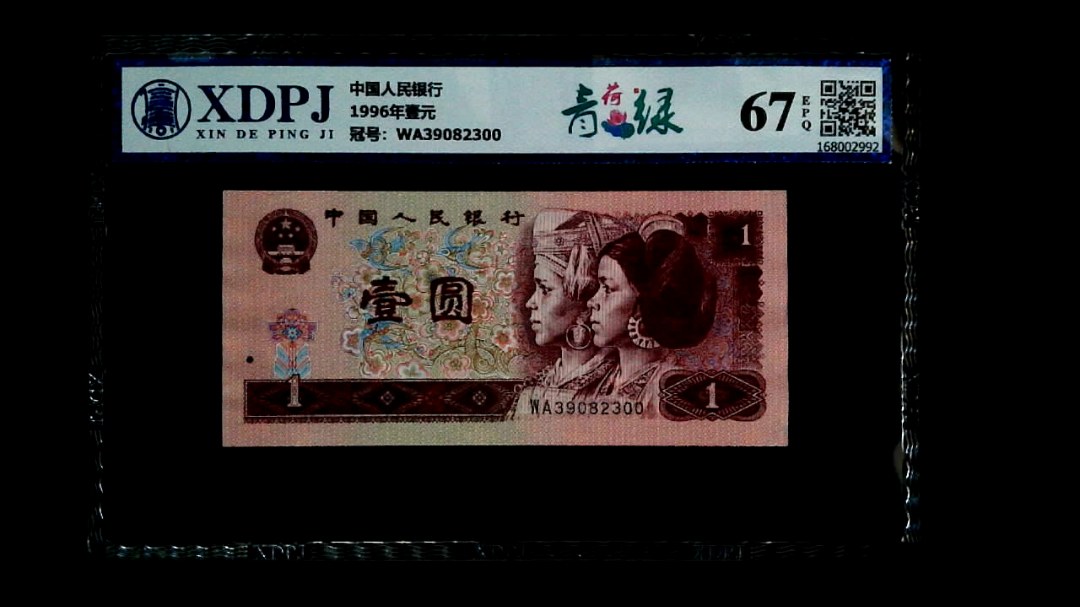 XDPJ
XIN DE PING JI
中国人民银行
1996年壹元
冠号：WA39082300
青荷绿
67
EPQ
168002992
中国人民银行
1
壹圆
1
WA39082300
1
XDPJ